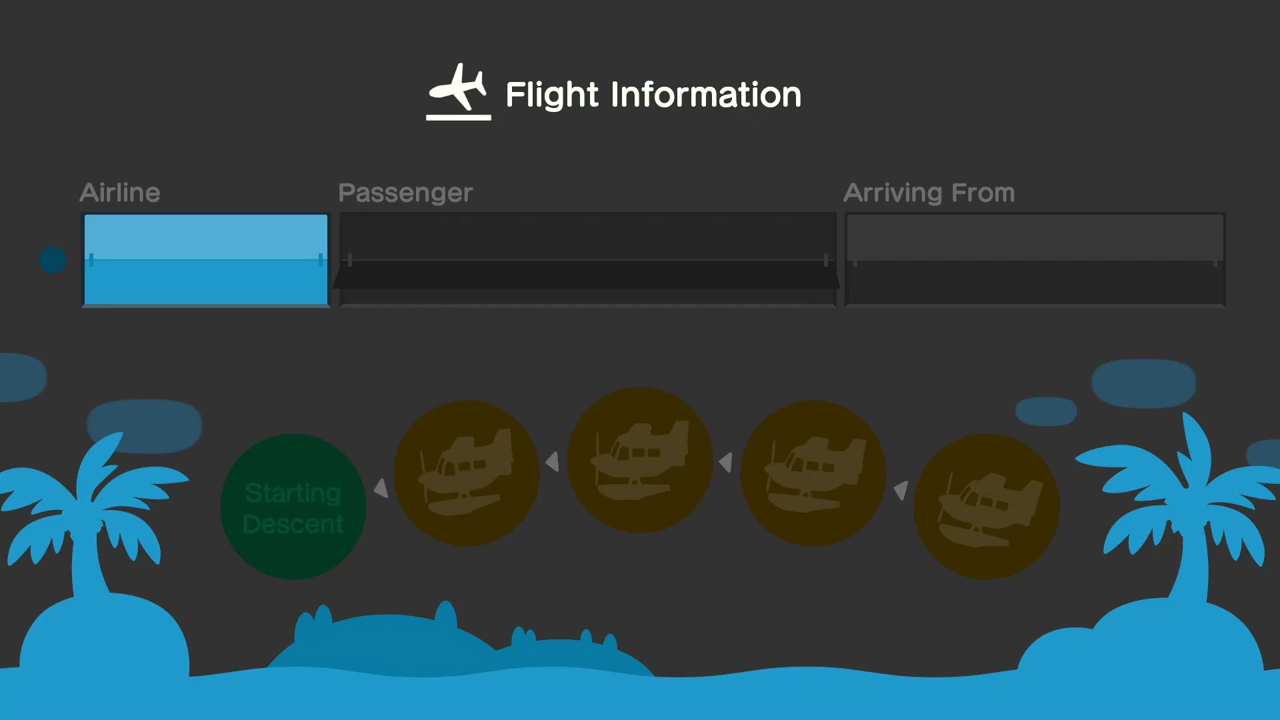 Flight Information
Airline
Passenger
Arriving From
Starting
Descent